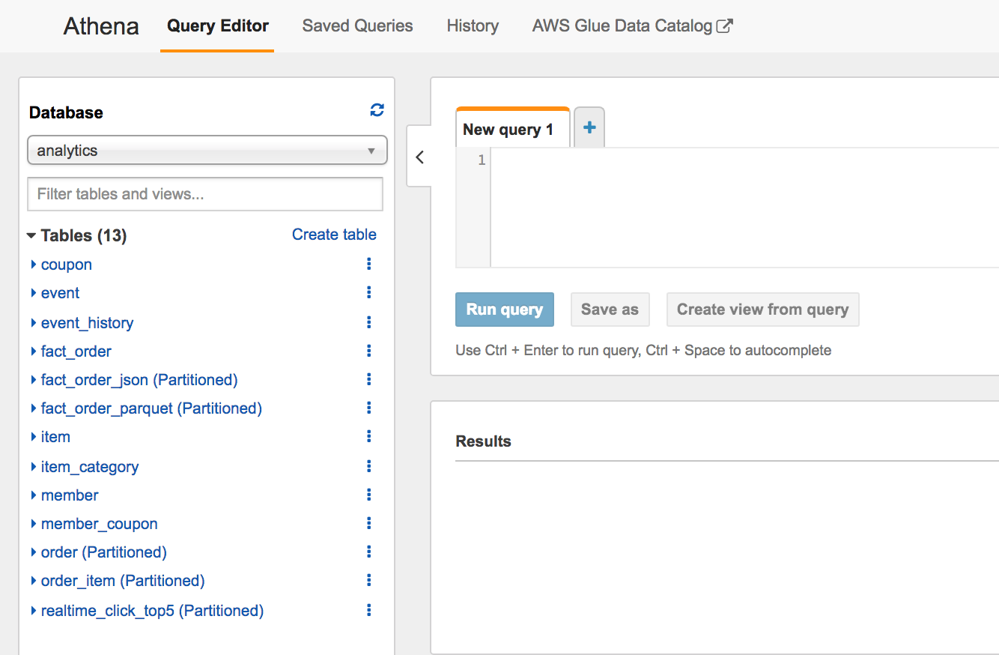 Athena Query Editor Saved Queries History AWS Glue Data Catalog
Database
analytics
Filter tables and views...
Tables (13) Create table
coupon
event
event_history
fact_order
fact_order_json (Partitioned)
fact_order_parquet (Partitioned)
item
item_category
member
member_coupon
order (Partitioned)
order_item (Partitioned)
realtime_click_top5 (Partitioned)
New query 1
1
Run query Save as Create view from query
Use Ctrl + Enter to run query, Ctrl + Space to autocomplete
Results